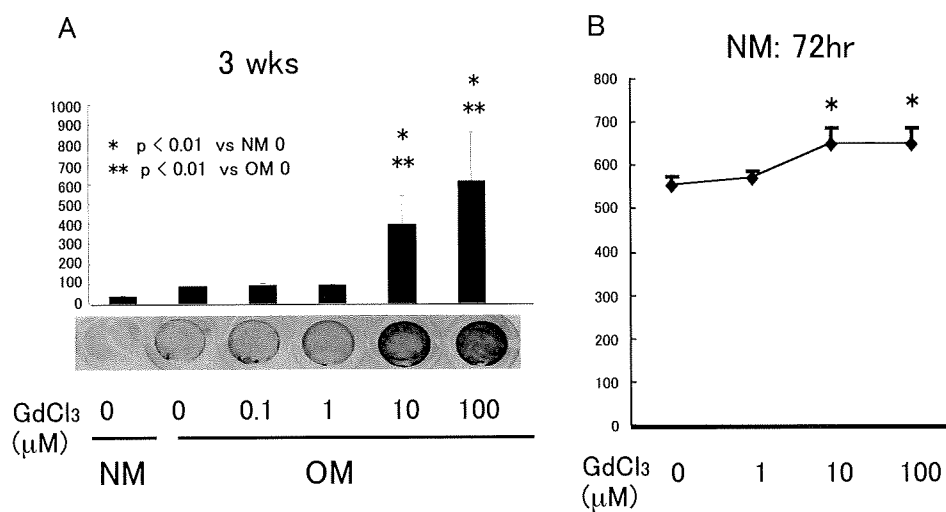 A
3 wks
1000
900
800
700
600
500
400
300
200
100
0
* p < 0.01 vs NM 0
** p < 0.01 vs OM 0
*
**
*
**
GdCl₃ 0 0 0.1 1 10 100
(μM)
NM OM
B
NM: 72hr
800
700
600
500
400
300
200
100
0
* *
GdCl₃ 0 1 10 100
(μM)